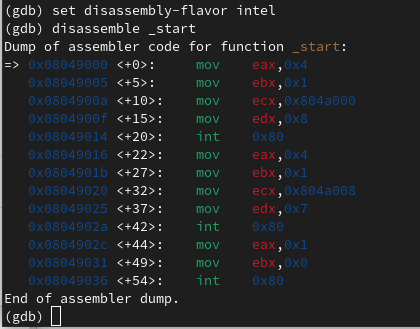 (gdb) set disassembly-flavor intel
(gdb) disassemble _start
Dump of assembler code for function _start:
=> 0x08049000 <+0>:     mov    eax,0x4
   0x08049005 <+5>:     mov    ebx,0x1
   0x0804900a <+10>:    mov    ecx,0x804a000
   0x0804900f <+15>:    mov    edx,0x8
   0x08049014 <+20>:    int    0x80
   0x08049016 <+22>:    mov    eax,0x4
   0x0804901b <+27>:    mov    ebx,0x1
   0x08049020 <+32>:    mov    ecx,0x804a008
   0x08049025 <+37>:    mov    edx,0x7
   0x0804902a <+42>:    int    0x80
   0x0804902c <+44>:    mov    eax,0x1
   0x08049031 <+49>:    mov    ebx,0x0
   0x08049036 <+54>:    int    0x80
End of assembler dump.
(gdb)